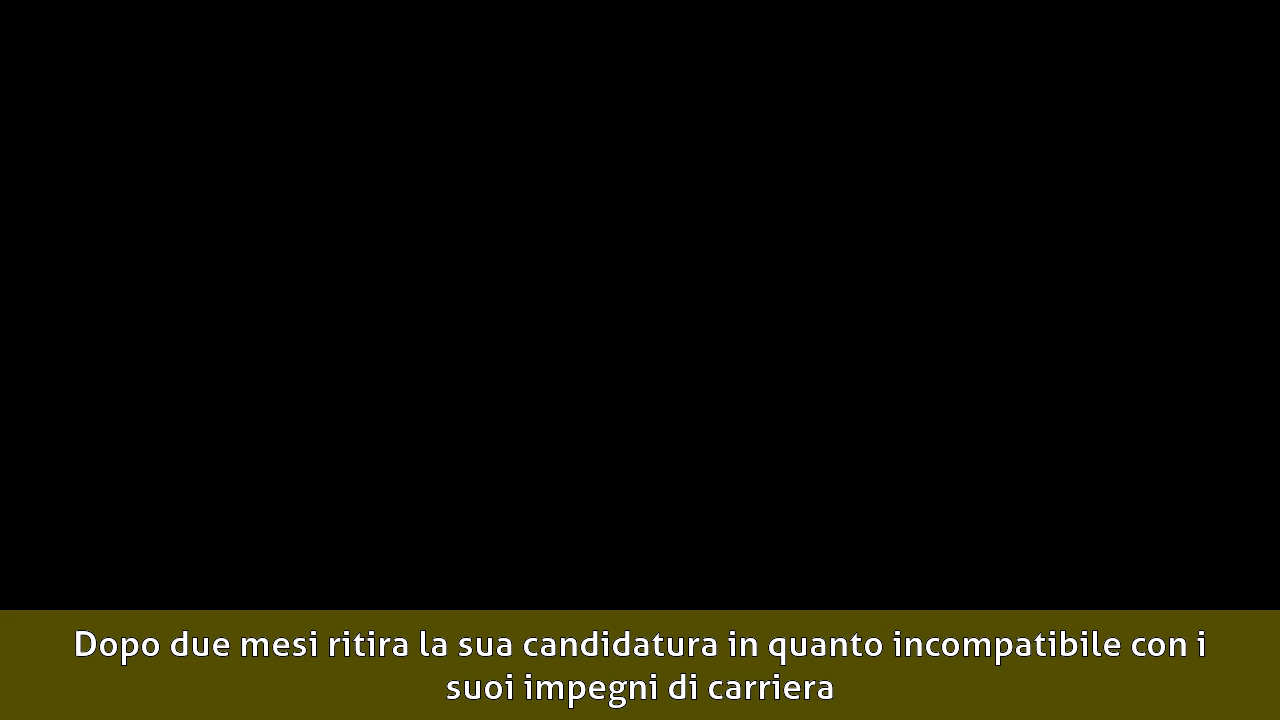 Dopo due mesi ritira la sua candidatura in quanto incompatibile con i
suoi impegni di carriera